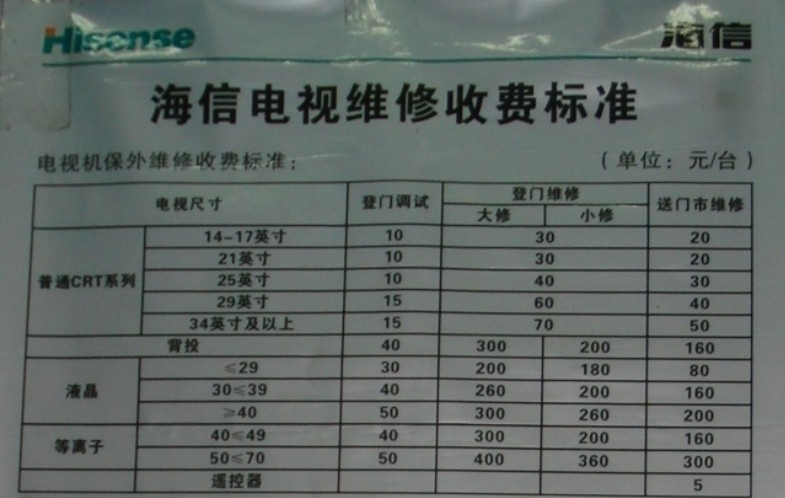 Hisense 海信
海信电视维修收费标准
电视机保外维修收费标准： （单位：元/台）
电视尺寸 登门调试 登门维修 送门市维修
大修 小修
普通CRT系列 14-17英寸 10 30 20
21英寸 10 30 20
25英寸 10 40 30
29英寸 15 60 40
34英寸及以上 15 70 50
背投 40 300 200 160
液晶 ≤29 30 200 180 80
30≤39 40 260 200 160
≥40 50 300 260 200
等离子 40≤49 40 300 200 160
50≤70 50 400 360 300
遥控器 5